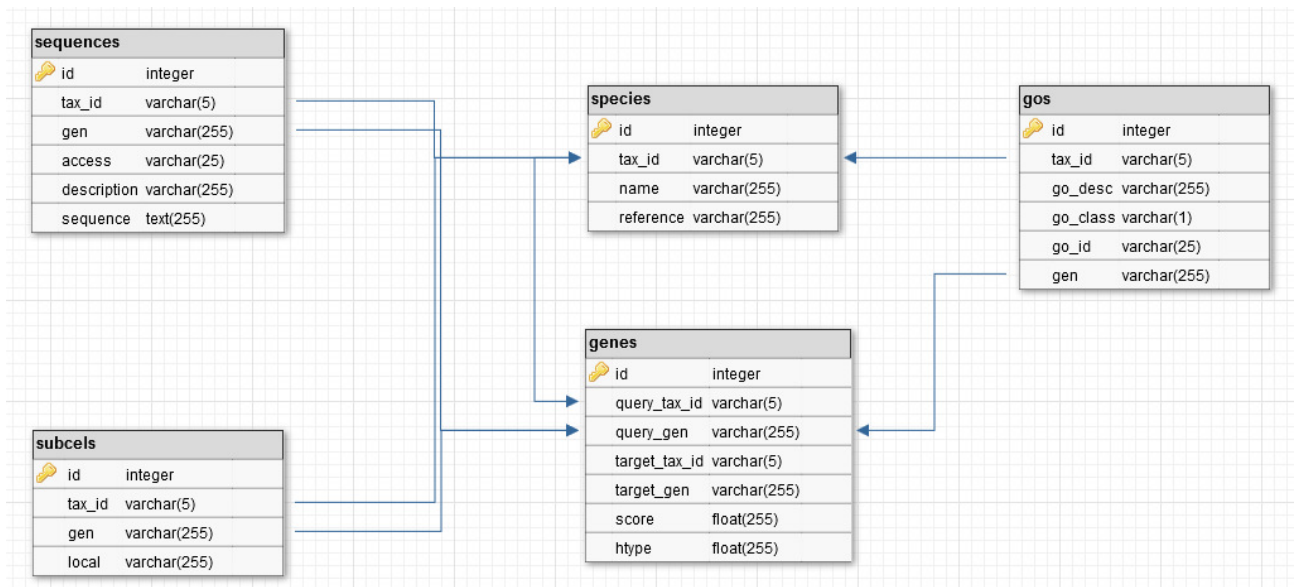 sequences
id integer
tax_id varchar(5)
gen varchar(255)
access varchar(25)
description varchar(255)
sequence text(255)
species
id integer
tax_id varchar(5)
name varchar(255)
reference varchar(255)
gos
id integer
tax_id varchar(5)
go_desc varchar(255)
go_class varchar(1)
go_id varchar(25)
gen varchar(255)
genes
id integer
query_tax_id varchar(5)
query_gen varchar(255)
target_tax_id varchar(5)
target_gen varchar(255)
score float(255)
htype float(255)
subcels
id integer
tax_id varchar(5)
gen varchar(255)
local varchar(255)